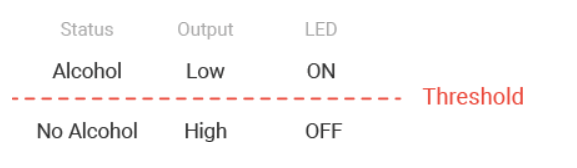 Status Output LED
Alcohol Low ON
Threshold
No Alcohol High OFF